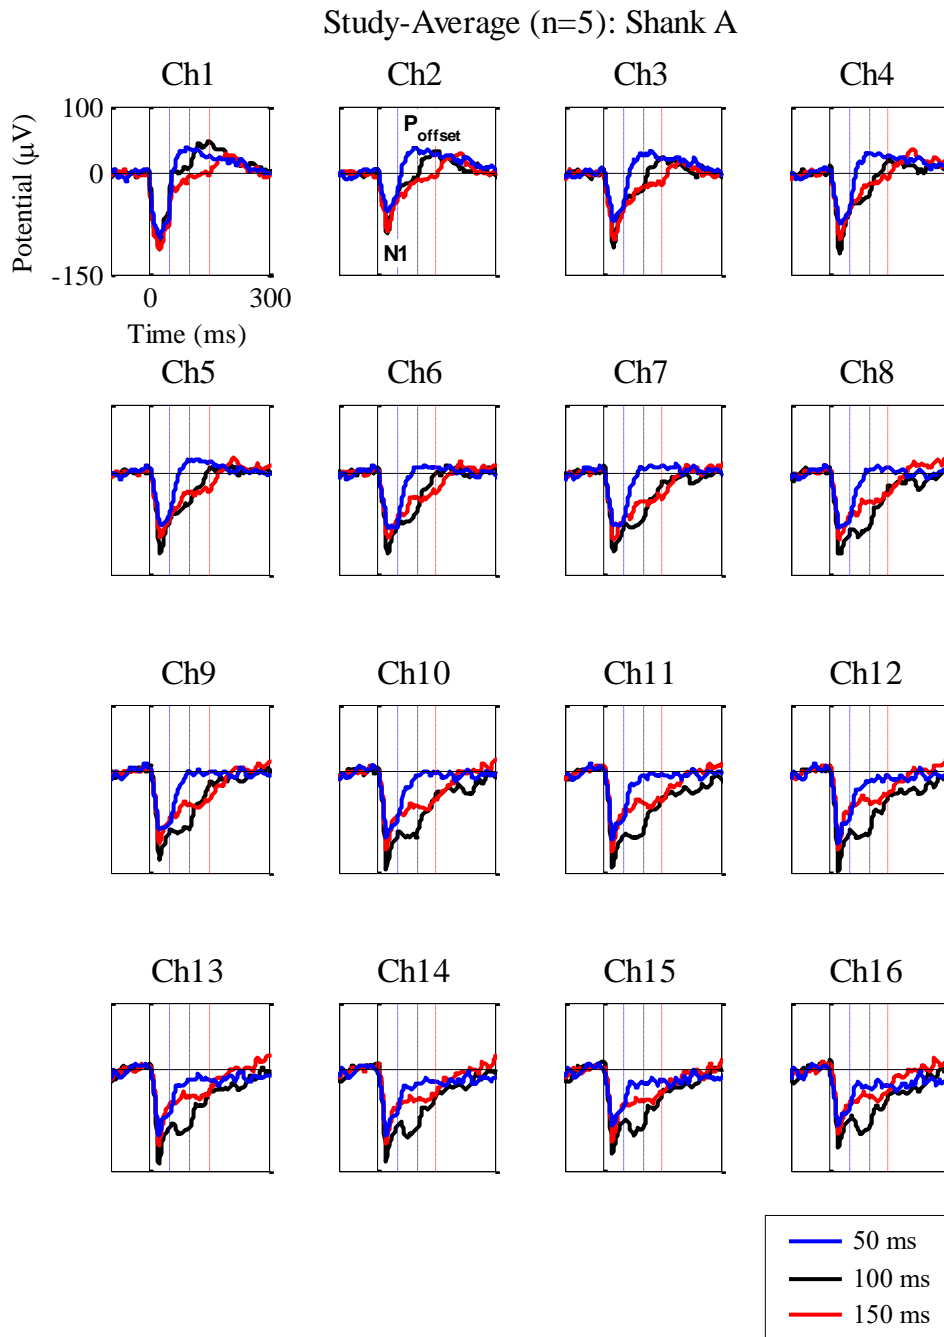 Study-Average (n=5): Shank A
Ch1 Ch2 Ch3 Ch4
100
0
-150
Potential (μV)
P offset
N1
0 300
Time (ms)
Ch5 Ch6 Ch7 Ch8
Ch9 Ch10 Ch11 Ch12
Ch13 Ch14 Ch15 Ch16
50 ms
100 ms
150 ms